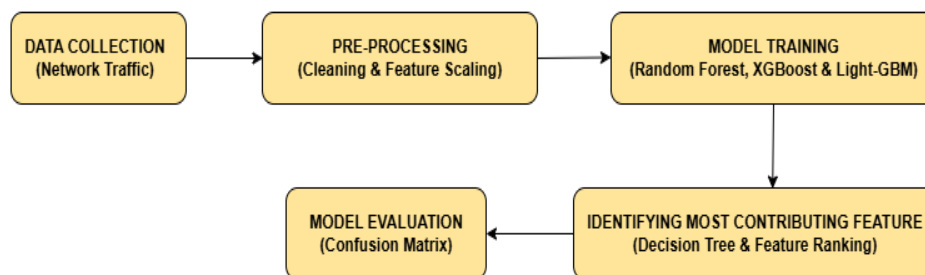 DATA COLLECTION
(Network Traffic)
PRE-PROCESSING
(Cleaning & Feature Scaling)
MODEL TRAINING
(Random Forest, XGBoost & Light-GBM)
IDENTIFYING MOST CONTRIBUTING FEATURE
(Decision Tree & Feature Ranking)
MODEL EVALUATION
(Confusion Matrix)